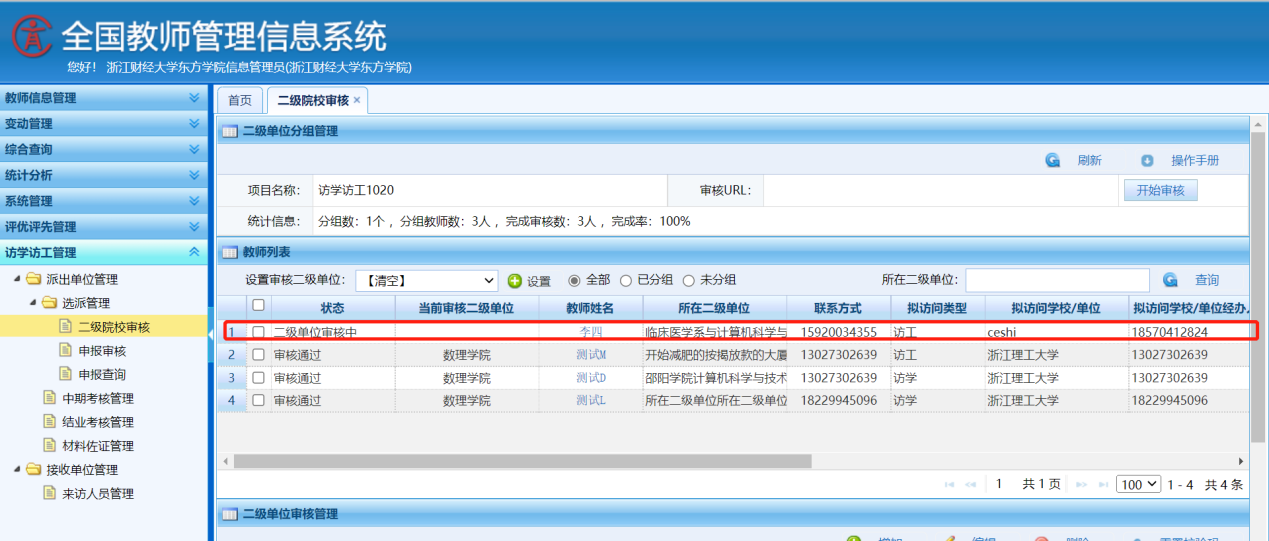 全国教师管理信息系统
您好! 浙江财经大学东方学院信息管理员(浙江财经大学东方学院)
教师信息管理
变动管理
综合查询
统计分析
系统管理
评优评先管理
访学访工管理
派出单位管理
选派管理
二级院校审核
申报审核
申报查询
中期考核管理
结业考核管理
材料佐证管理
接收单位管理
来访人员管理
首页 二级院校审核 ×
二级单位分组管理
刷新 操作手册
项目名称: 访学访工1020 审核URL: 开始审核
统计信息: 分组数: 1个 , 分组教师数: 3人 , 完成审核数: 3人 , 完成率: 100%
教师列表
设置审核二级单位: 【清空】 设置 全部 已分组 未分组 所在二级单位: 查询
状态 当前审核二级单位 教师姓名 所在二级单位 联系方式 拟访问类型 拟访问学校/单位 拟访问学校/单位经办
1 二级单位审核中 李四 临床医学系与计算机科学与 15920034355 访工 ceshi 18570412824
2 审核通过 数理学院 测试M 开始减肥的按揭放款的大厦 13027302639 访工 浙江理工大学 13027302639
3 审核通过 数理学院 测试D 邵阳学院计算机科学与技术 13027302639 访学 浙江理工大学 13027302639
4 审核通过 数理学院 测试L 所在二级单位所在二级单位 18229945096 访学 浙江理工大学 18229945096
1 共 1 页 100 1 - 4 共 4 条
二级单位审核管理